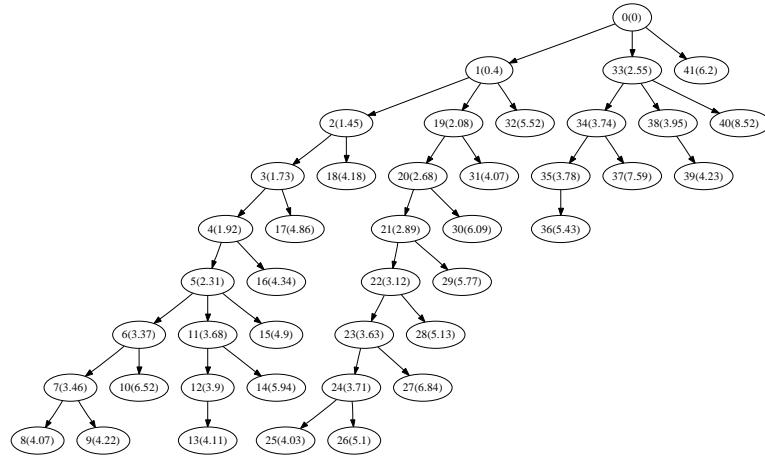 0(0)
1(0.4) 33(2.55) 41(6.2)
2(1.45) 19(2.08) 32(5.52) 34(3.74) 38(3.95) 40(8.52)
3(1.73) 18(4.18) 20(2.68) 31(4.07) 35(3.78) 37(7.59) 39(4.23)
4(1.92) 17(4.86) 21(2.89) 30(6.09) 36(5.43)
5(2.31) 16(4.34) 22(3.12) 29(5.77)
6(3.37) 11(3.68) 15(4.9) 23(3.63) 28(5.13)
7(3.46) 10(6.52) 12(3.9) 14(5.94) 24(3.71) 27(6.84)
8(4.07) 9(4.22) 13(4.11) 25(4.03) 26(5.1)